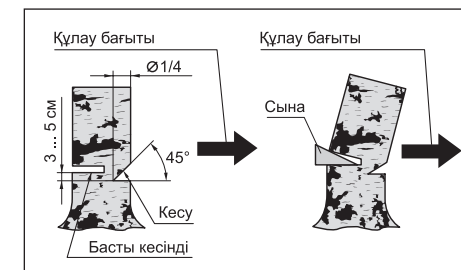 Құлау бағыты
Ø1/4
3 ... 5 см
45°
Кесу
Басты кесінді
Құлау бағыты
Сына